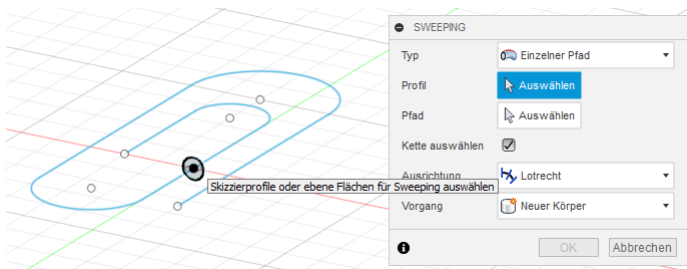 SWEEPING
Typ Einzelner Pfad
Profil Auswählen
Pfad Auswählen
Kette auswählen
Ausrichtung Lotrecht
Skizzierprofile oder ebene Flächen für Sweeping auswählen
Vorgang Neuer Körper
OK Abbrechen